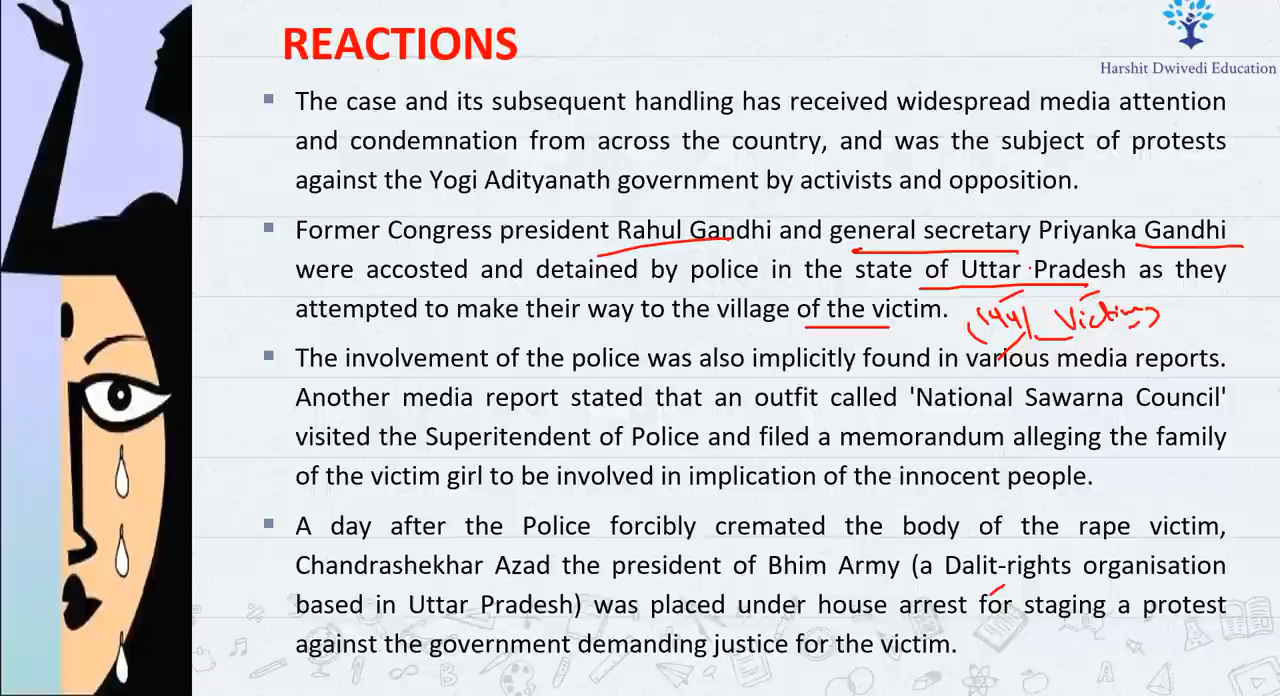 REACTIONS
Harshit Dwivedi Education
▪ The case and its subsequent handling has received widespread media attention
and condemnation from across the country, and was the subject of protests
against the Yogi Adityanath government by activists and opposition.
▪ Former Congress president Rahul Gandhi and general secretary Priyanka Gandhi
were accosted and detained by police in the state of Uttar Pradesh as they
attempted to make their way to the village of the victim.
Victim
▪ The involvement of the police was also implicitly found in various media reports.
Another media report stated that an outfit called 'National Sawarna Council'
visited the Superitendent of Police and filed a memorandum alleging the family
of the victim girl to be involved in implication of the innocent people.
▪ A day after the Police forcibly cremated the body of the rape victim,
Chandrashekhar Azad the president of Bhim Army (a Dalit-rights organisation
based in Uttar Pradesh) was placed under house arrest for staging a protest
against the government demanding justice for the victim.